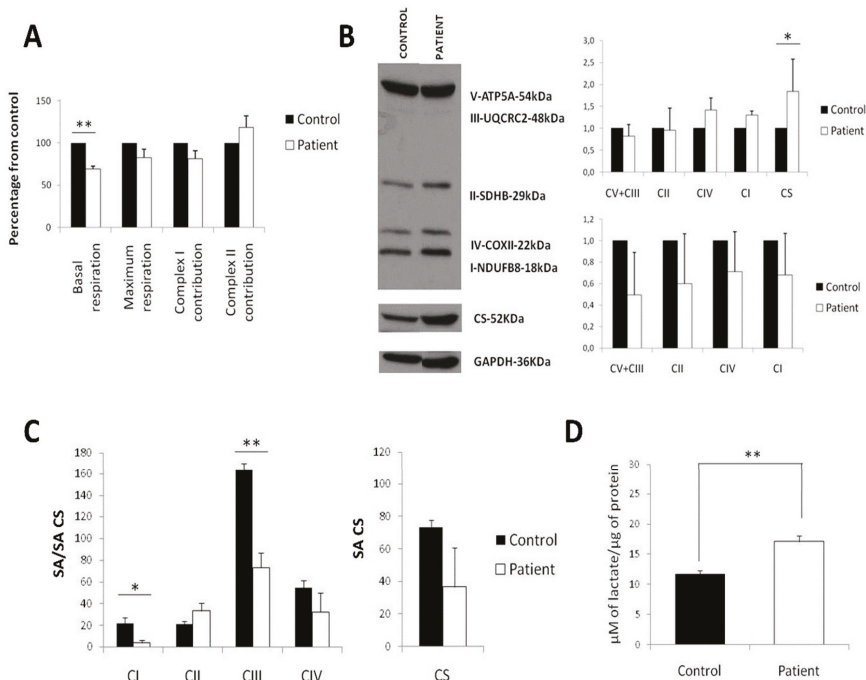 A
Percentage from control
150
100
50
0
**
Basal
respiration
Maximum
respiration
Complex I
contribution
Complex II
contribution
Control
Patient
B
CONTROL
PATIENT
V-ATP5A-54kDa
III-UQCRC2-48kDa
II-SDHB-29kDa
IV-COXII-22kDa
I-NDUFB8-18kDa
CS-52KDa
GAPDH-36KDa
3,0
2,5
2,0
1,5
1,0
0,5
0,0
*
CV+CIII
CII
CIV
CI
CS
Control
Patient
1,2
1,0
0,8
0,6
0,4
0,2
0,0
CV+CIII
CII
CIV
CI
Control
Patient
C
SA/SA CS
180
160
140
120
100
80
60
40
20
0
*
**
CI
CII
CIII
CIV
SA CS
120
100
80
60
40
20
0
CS
Control
Patient
D
µM of lactate/µg of protein
30
25
20
15
10
5
0
**
Control
Patient